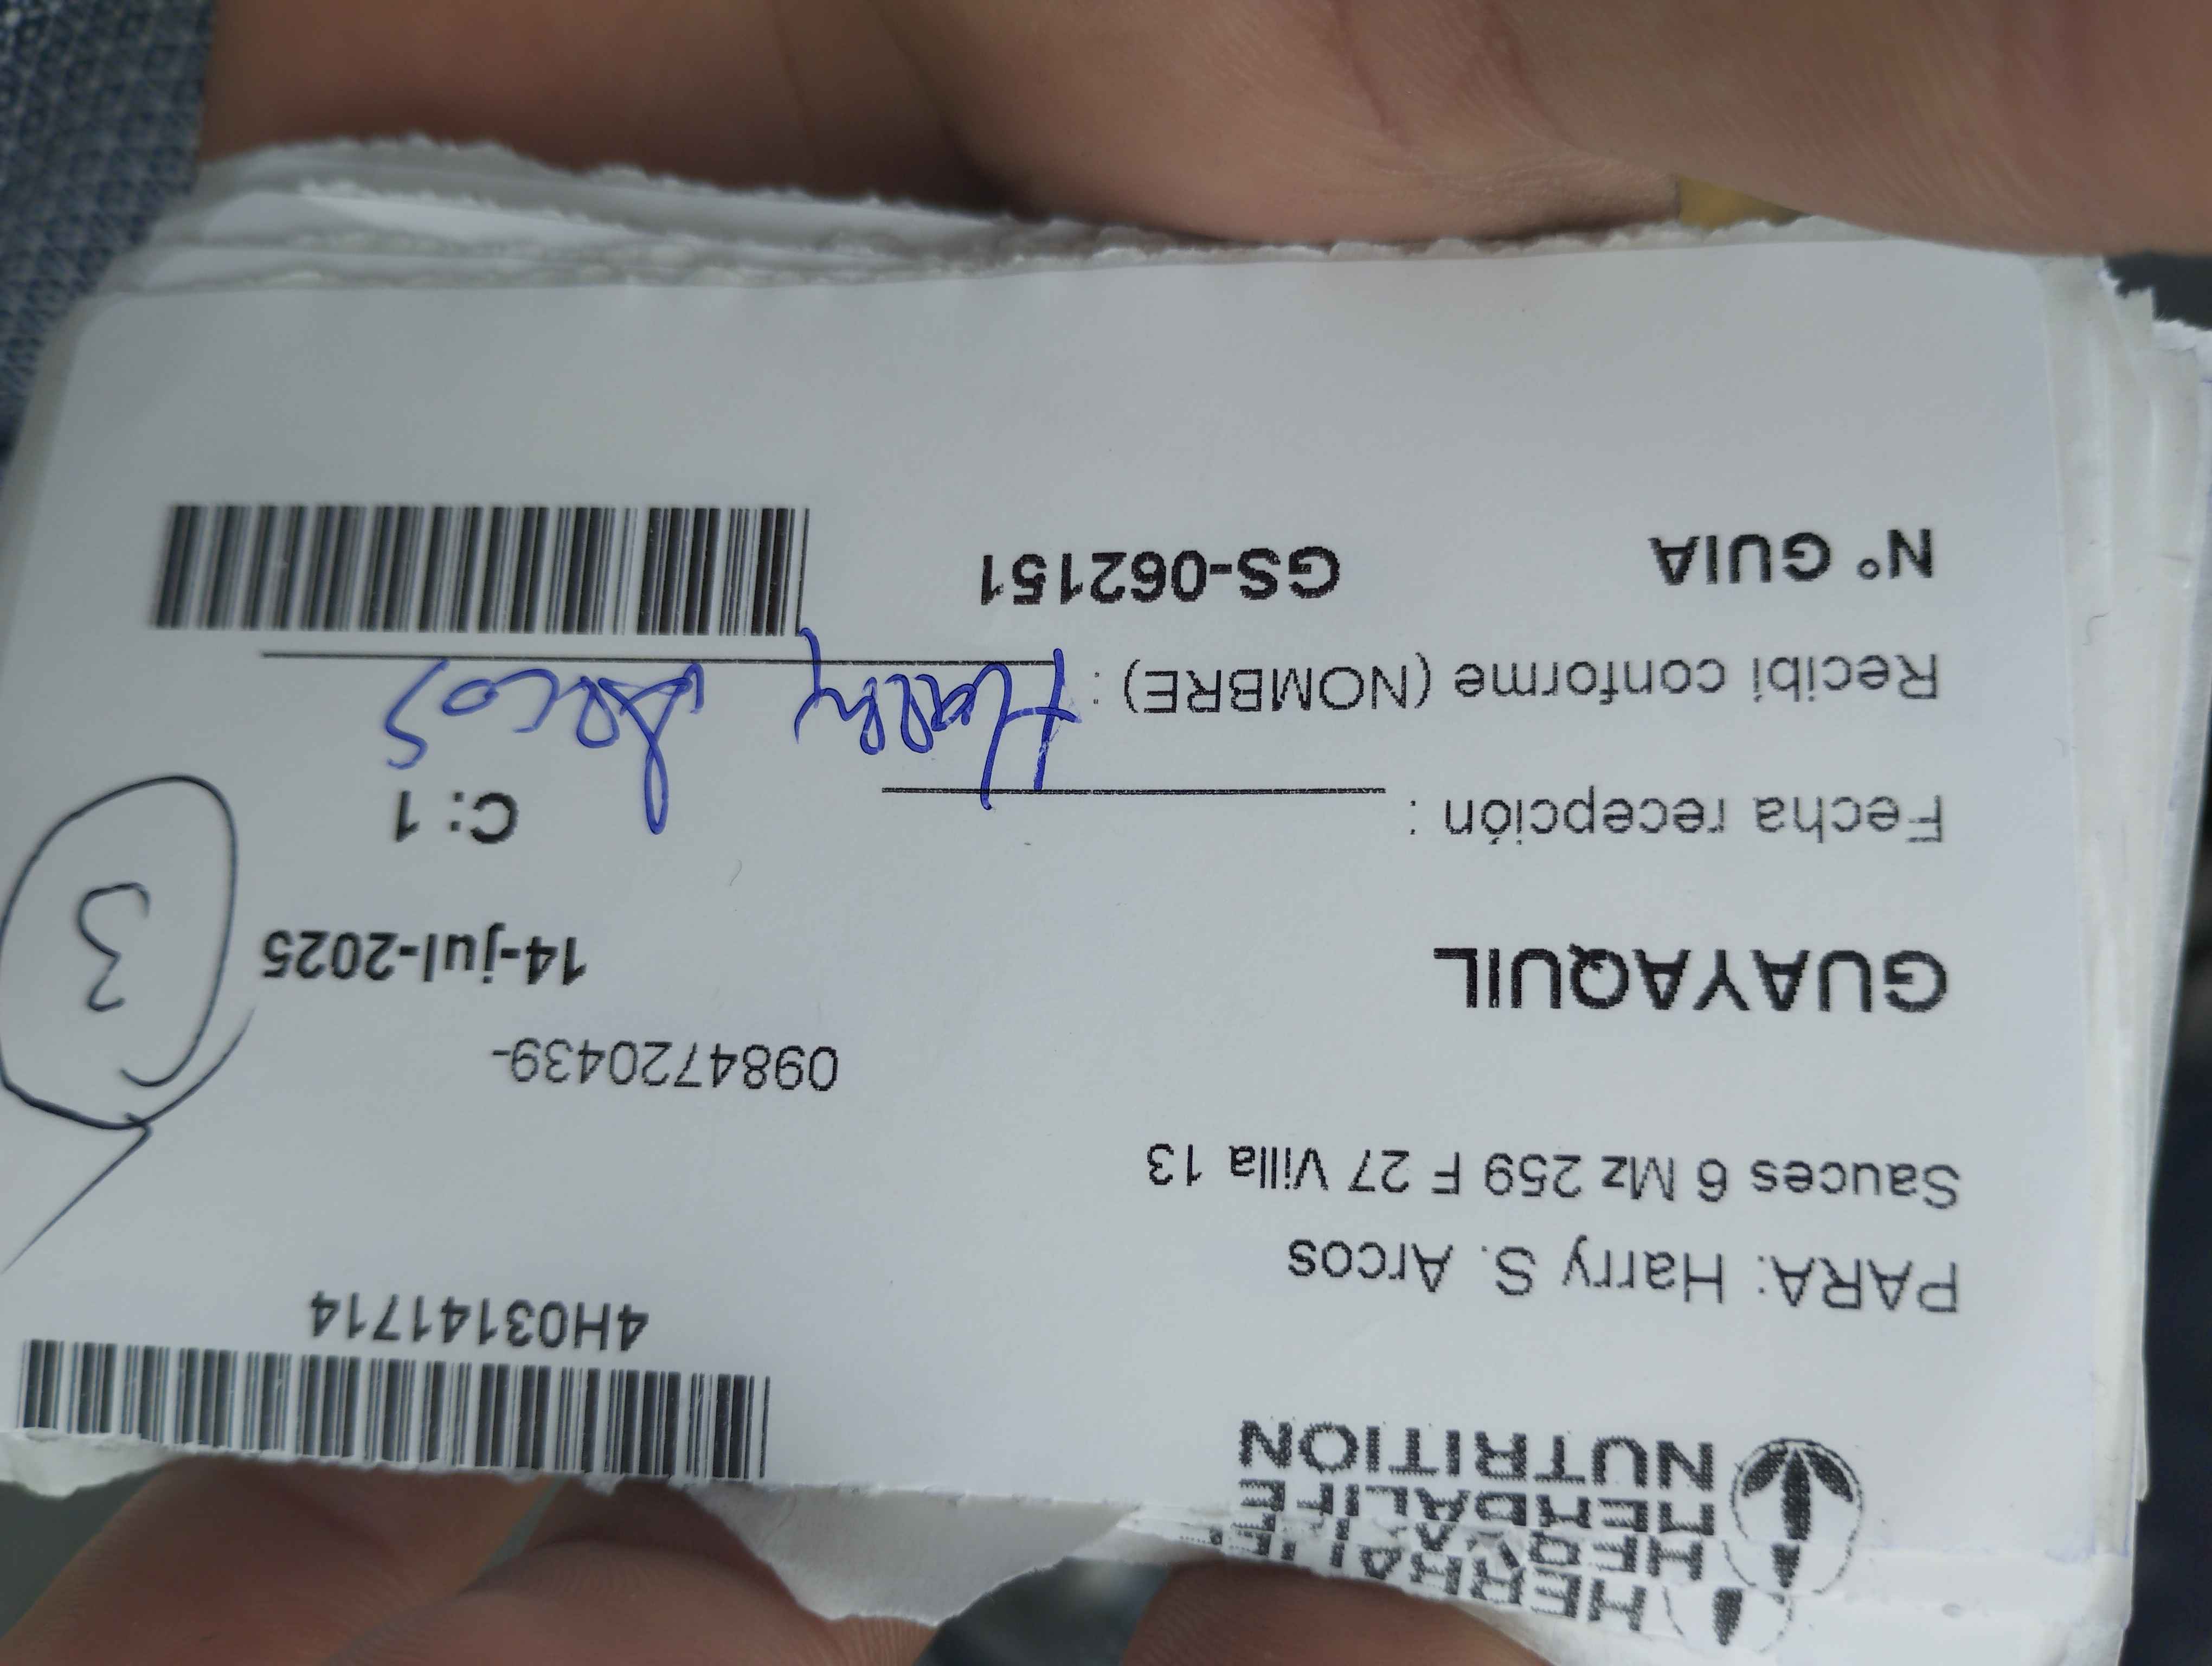 HERBALIFE
HERBALIFE
NUTRITION
4H03141714
PARA: Harry S. Arcos
Sauces 6 Mz 259 F 27 Villa 13
0984720439-
GUAYAQUIL
14-jul-2025
3
Fecha recepción :
C: 1
Recibi conforme (NOMBRE) : Harry Arcos
N° GUIA GS-062151